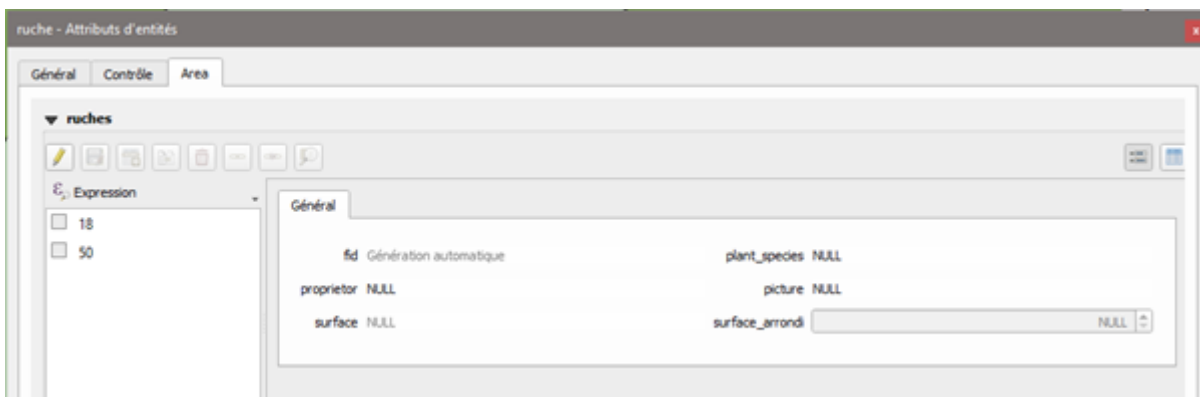 ruche - Attributs d'entités
Général Contrôle Area
ruches
Expression
18
50
Général
fid Génération automatique plant_species NULL
proprietor NULL picture NULL
surface NULL surface_arrondi NULL